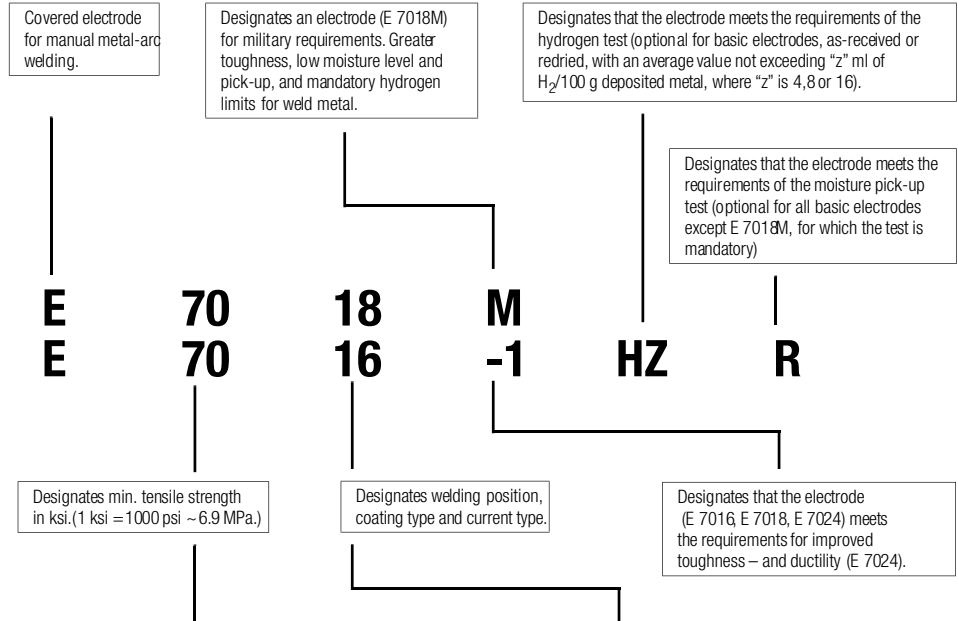 Covered electrode
for manual metal-arc
welding.
Designates an electrode (E 7018M)
for military requirements. Greater
toughness, low moisture level and
pick-up, and mandatory hydrogen
limits for weld metal.
Designates that the electrode meets the requirements of the
hydrogen test (optional for basic electrodes, as-received or
redried, with an average value not exceeding “z” ml of
H2/100 g deposited metal, where “z” is 4,8 or 16).
Designates that the electrode meets the
requirements of the moisture pick-up
test (optional for all basic electrodes
except E 7018M, for which the test is
mandatory)
E 70 18 M
E 70 16 -1 HZ R
Designates min. tensile strength
in ksi.(1 ksi =1000 psi ~6.9 MPa.)
Designates welding position,
coating type and current type.
Designates that the electrode
(E 7016, E 7018, E 7024) meets
the requirements for improved
toughness – and ductility (E 7024).